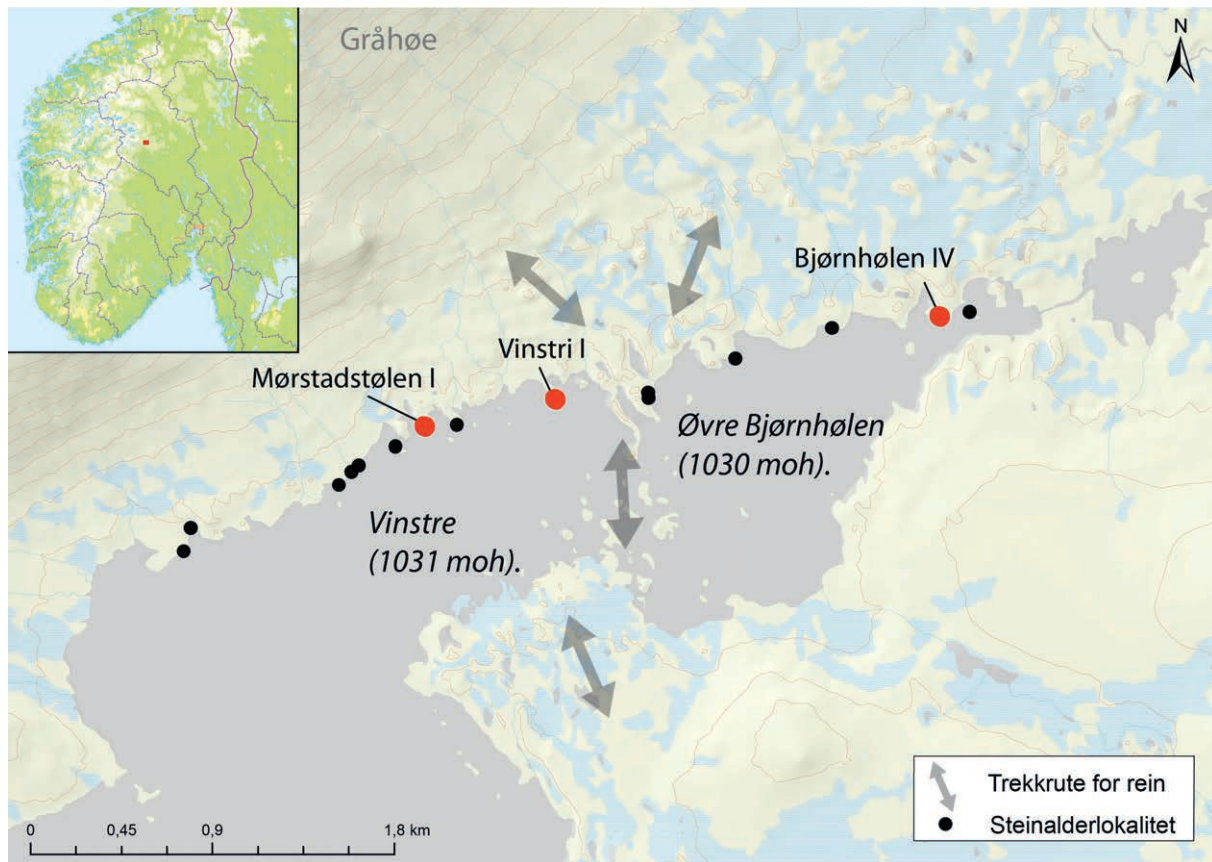 Gråhøe
N
Bjørnhølen IV
Vinstri I
Mørstadstølen I
Øvre Bjørnhølen
(1030 moh).
Vinstre
(1031 moh).
Trekkrute for rein
Steinalderlokalitet
0 0,45 0,9 1,8 km